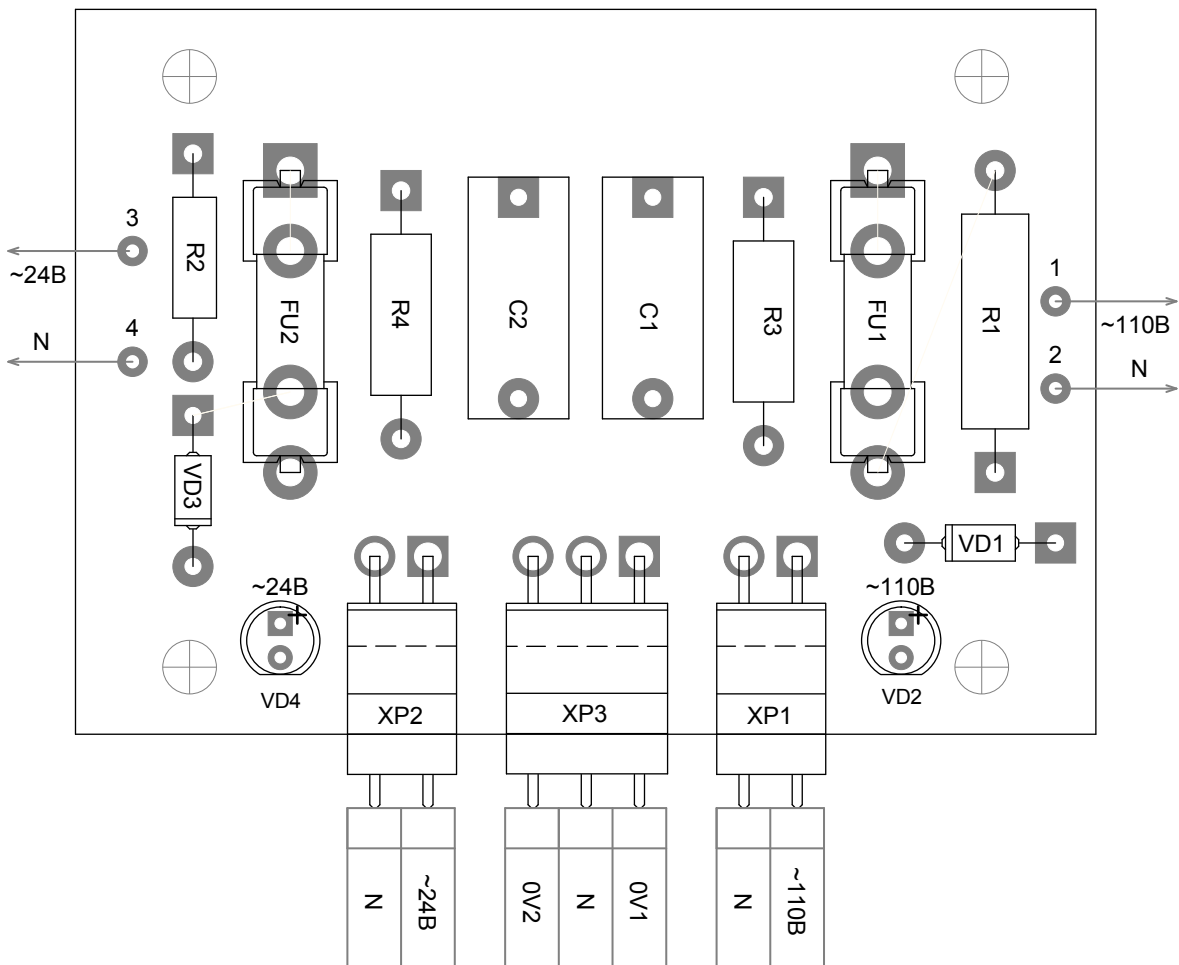 3
~24В
R2
4
N
FU2
R4
C2
C1
R3
FU1
R1
1
~110В
2
N
VD3
VD1
~24В
+
VD4
~110В
+
VD2
XP2
XP3
XP1
N
~24В
0V2
N
0V1
N
~110В